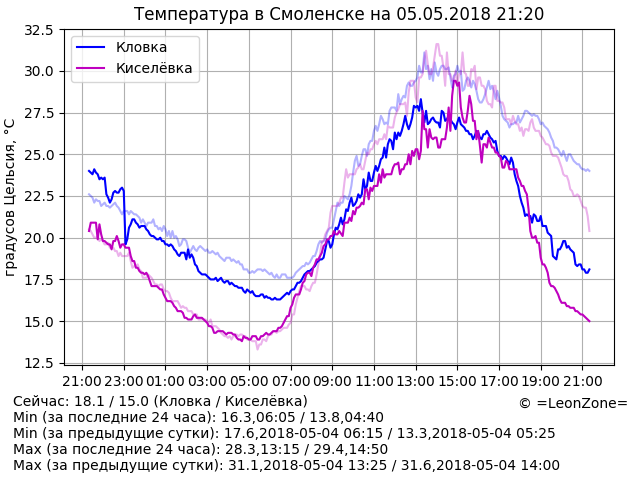 Температура в Смоленске на 05.05.2018 21:20
градусов Цельсия, °C
32.5
30.0
27.5
25.0
22.5
20.0
17.5
15.0
12.5
Кловка
Киселёвка
21:00 23:00 01:00 03:00 05:00 07:00 09:00 11:00 13:00 15:00 17:00 19:00 21:00
Сейчас: 18.1 / 15.0 (Кловка / Киселёвка)
© =LeonZone=
Min (за последние 24 часа): 16.3,06:05 / 13.8,04:40
Min (за предыдущие сутки): 17.6,2018-05-04 06:15 / 13.3,2018-05-04 05:25
Max (за последние 24 часа): 28.3,13:15 / 29.4,14:50
Max (за предыдущие сутки): 31.1,2018-05-04 13:25 / 31.6,2018-05-04 14:00